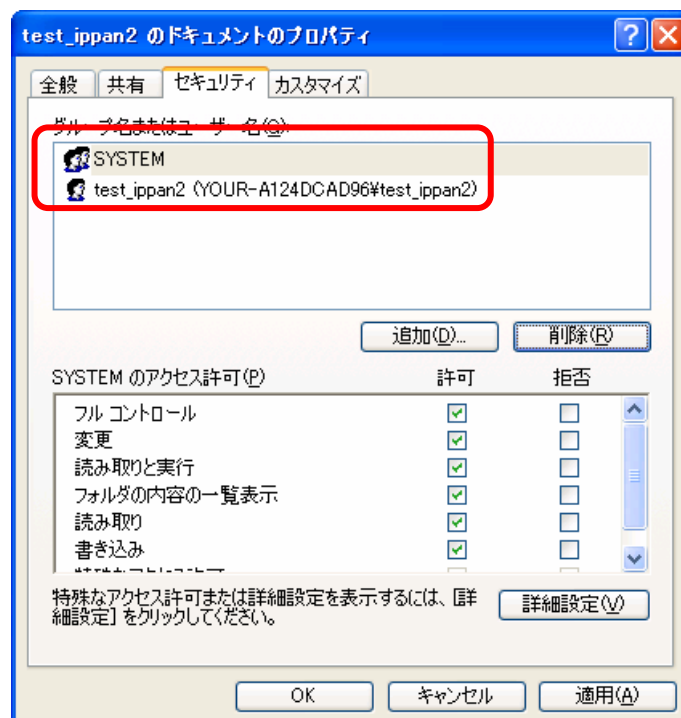 test_ippan2 のドキュメントのプロパティ
全般 共有 セキュリティ カスタマイズ
グループ名またはユーザー名(G):
SYSTEM
test_ippan2 (YOUR-A124DCAD96¥test_ippan2)
追加(D)... 削除(R)
SYSTEM のアクセス許可(P) 許可 拒否
フル コントロール
変更
読み取りと実行
フォルダの内容の一覧表示
読み取り
書き込み
特殊なアクセス許可または詳細設定を表示するには、[詳
細設定] をクリックしてください。
詳細設定(V)
OK キャンセル 適用(A)